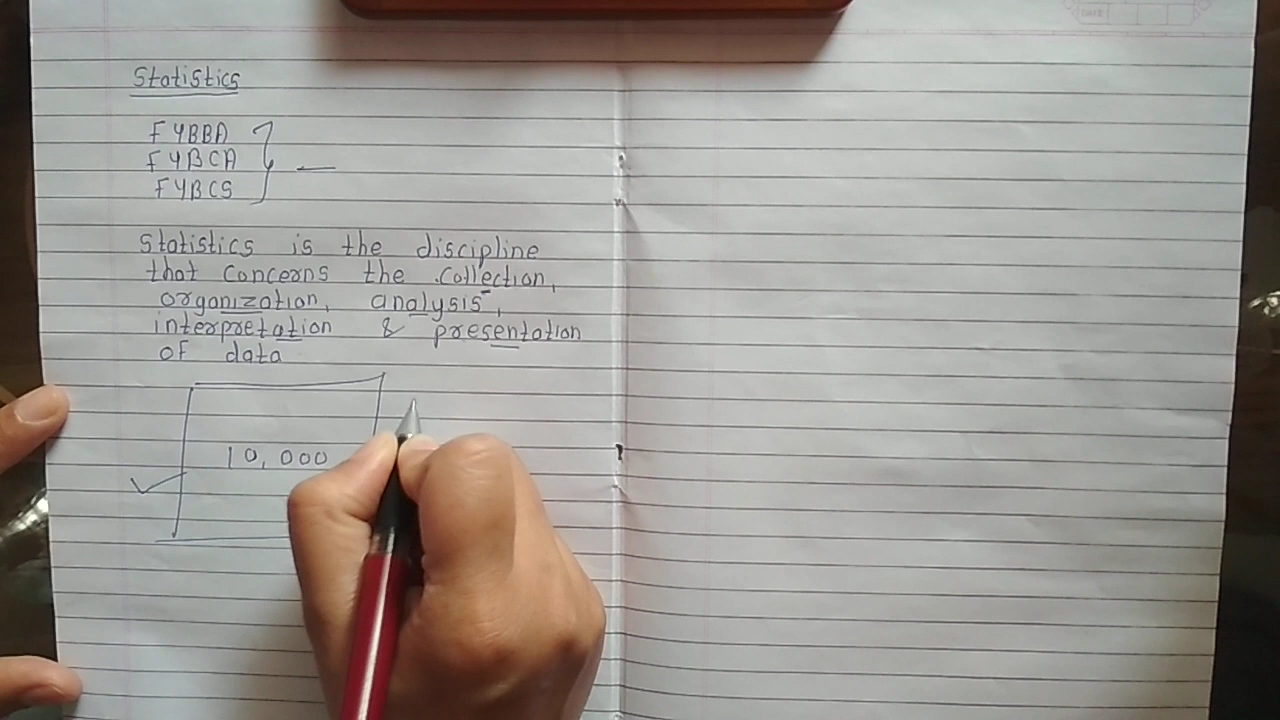 DATE
Statistics
FYBBA
FYBCA
FYBCS
Statistics is the discipline
that concerns the collection,
organization, analysis,
interpretation & presentation
of data
10,000